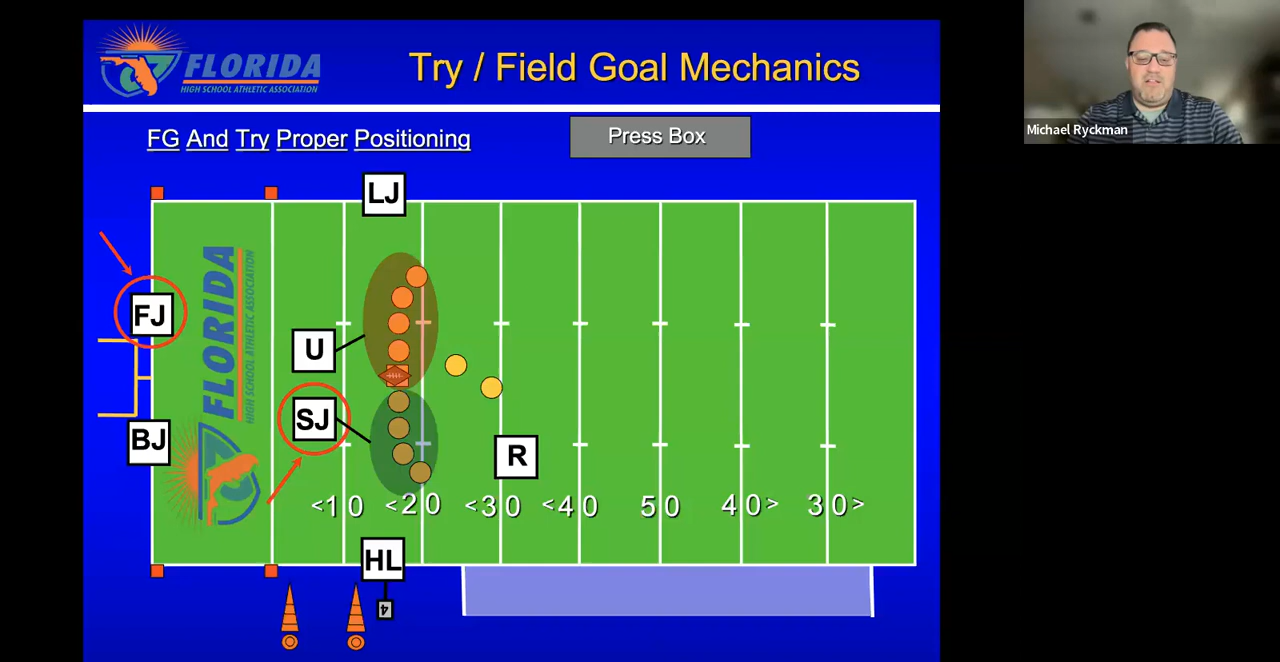 FLORIDA
HIGH SCHOOL ATHLETIC ASSOCIATION
Try / Field Goal Mechanics
Michael Ryckman
FG And Try Proper Positioning
Press Box
LJ
FJ
FLORIDA
HIGH SCHOOL ATHLETIC ASSOCIATION
U
SJ
BJ
R
<10 <20 <30 <40 50 40> 30>
HL
4